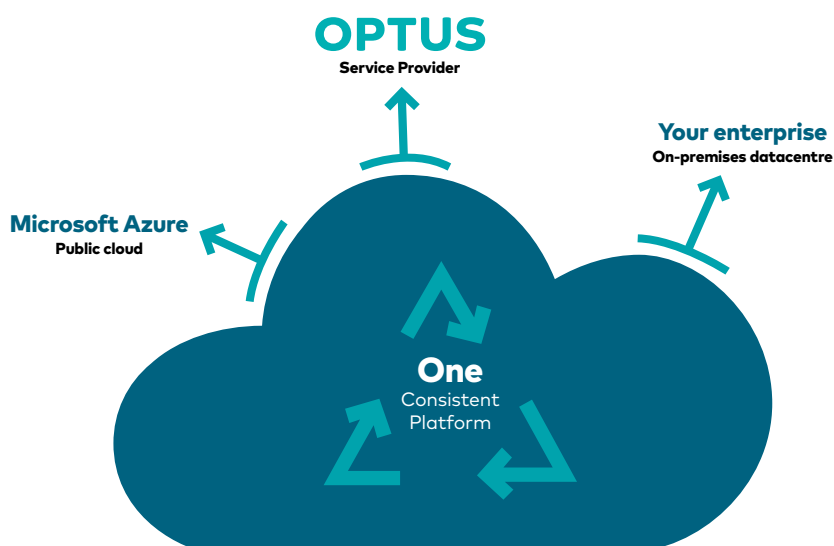 OPTUS
Service Provider
Your enterprise
On-premises datacentre
Microsoft Azure
Public cloud
One
Consistent
Platform